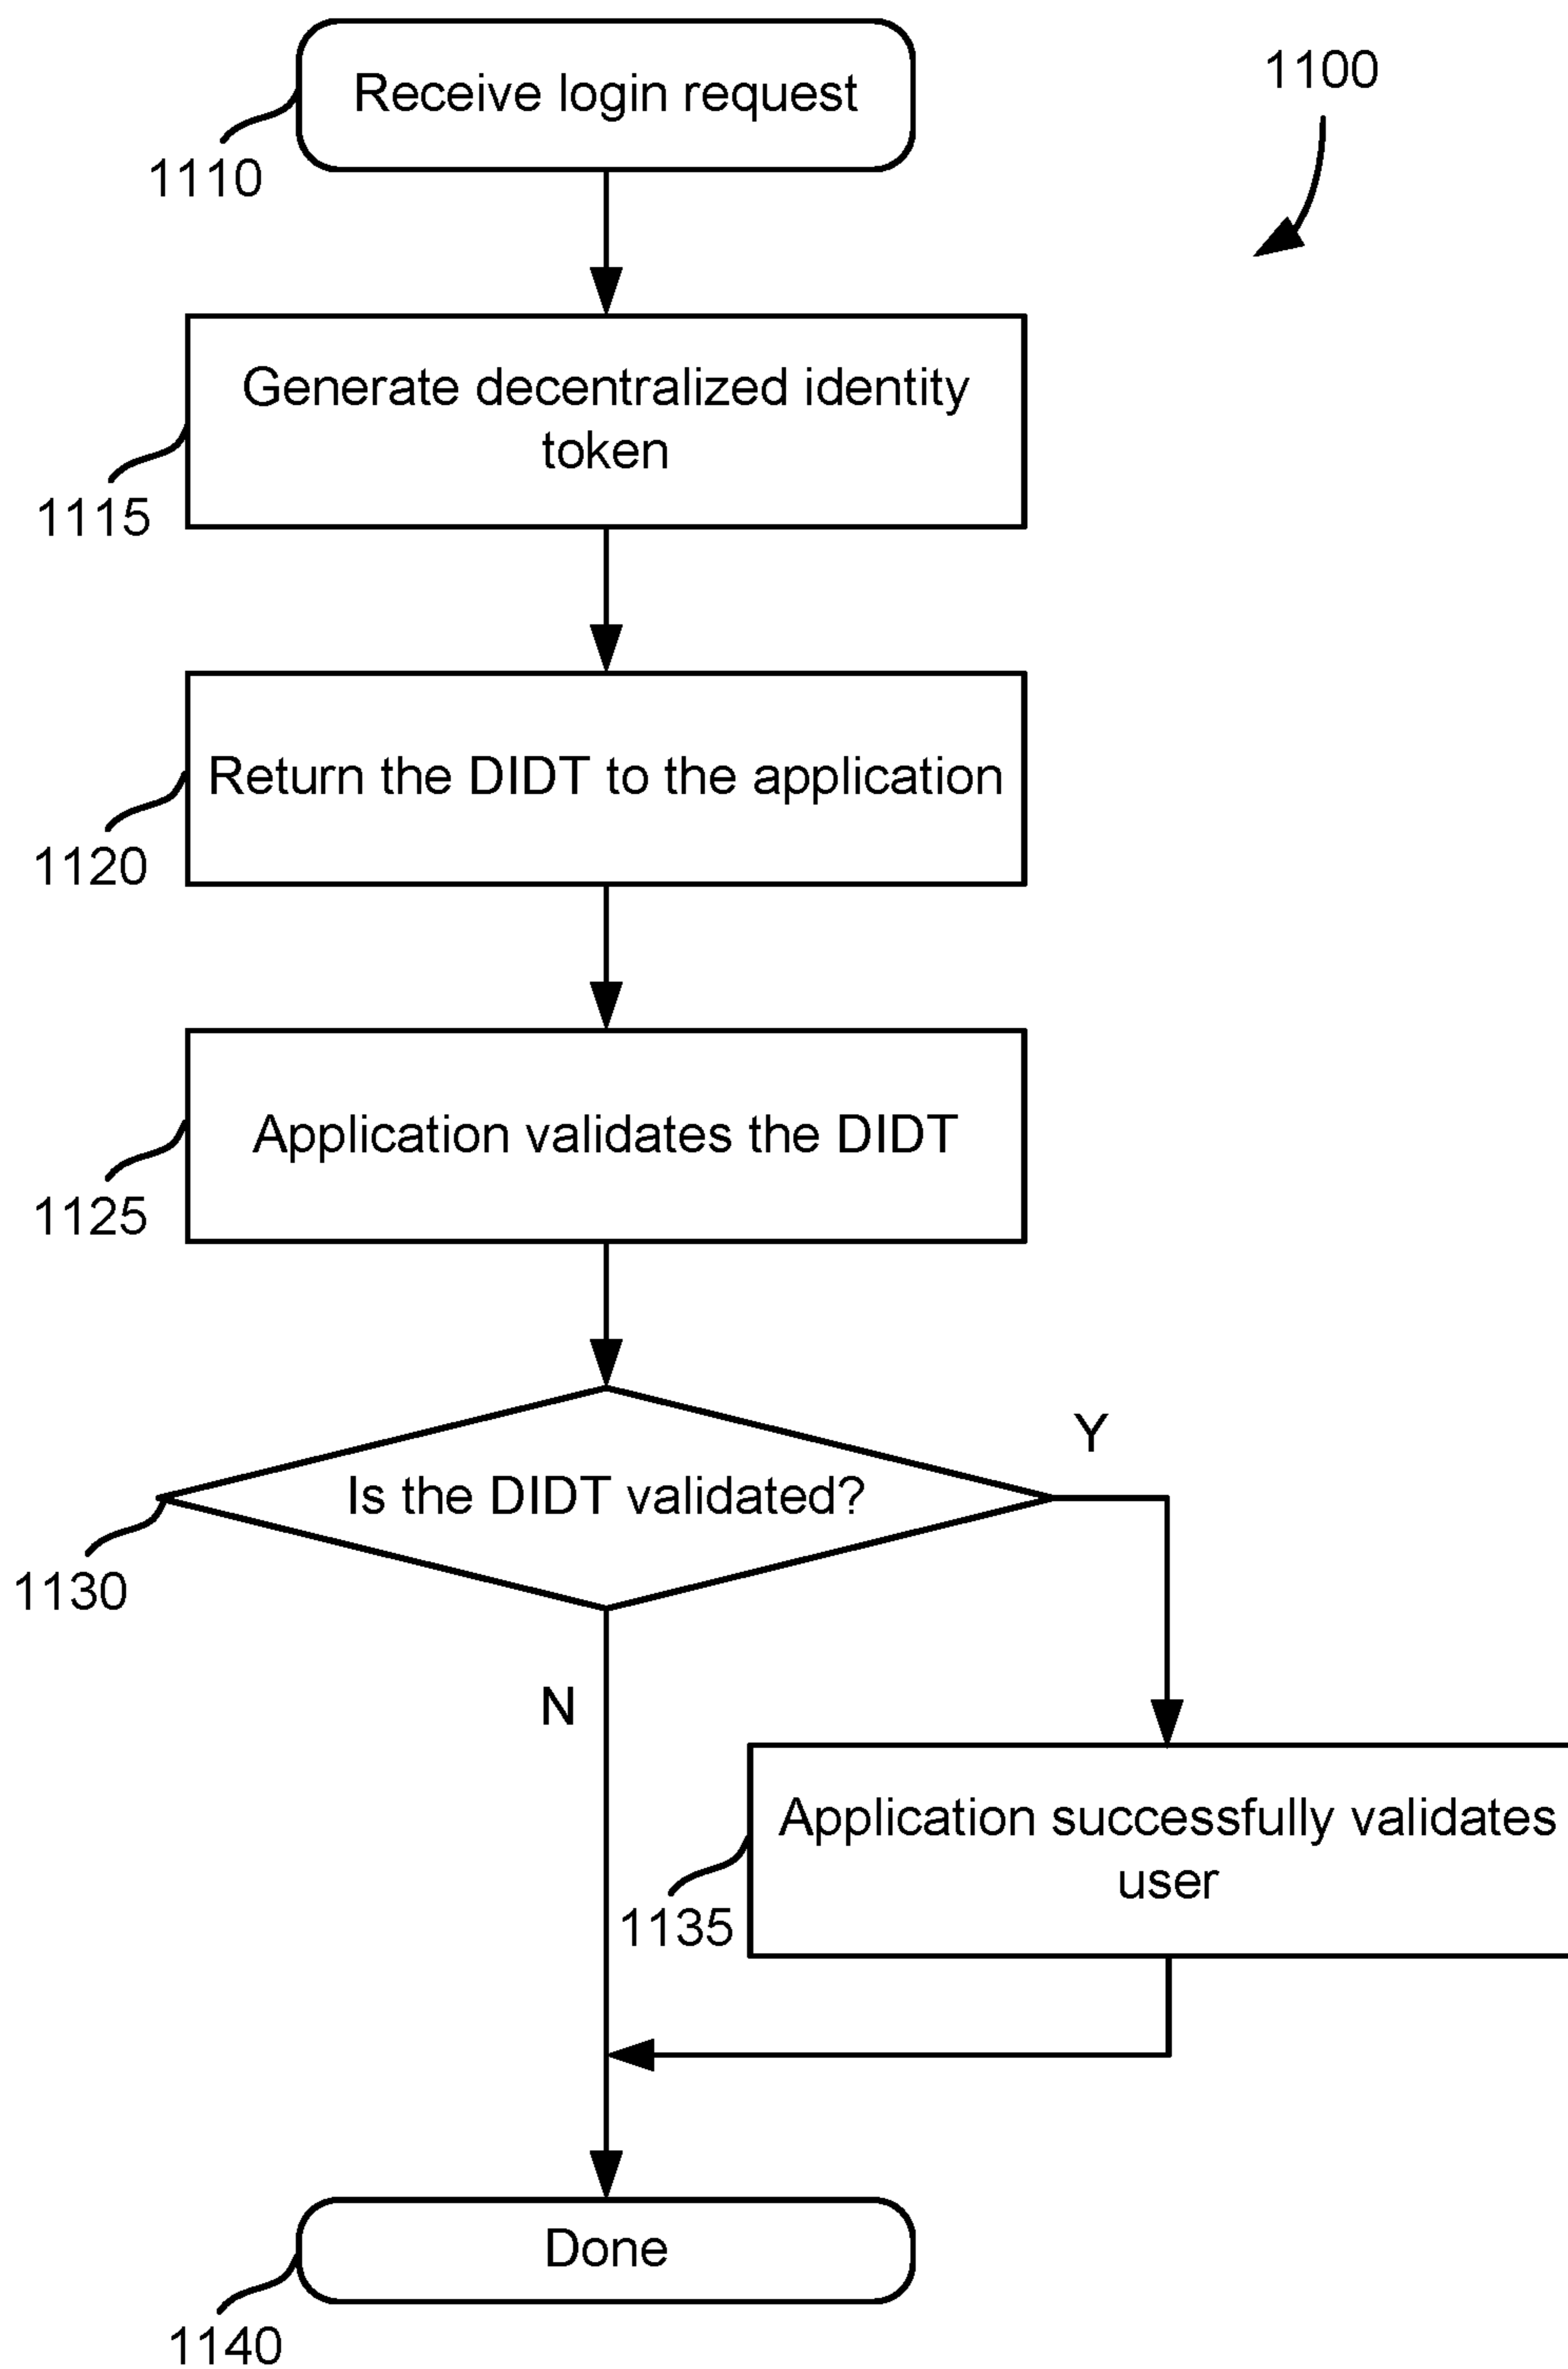 Receive login request
1100
1110
Generate decentralized identity
token
1115
Return the DIDT to the application
1120
Application validates the DIDT
1125
Y
Is the DIDT validated?
1130
N
Application successfully validates
user
1135
Done
1140